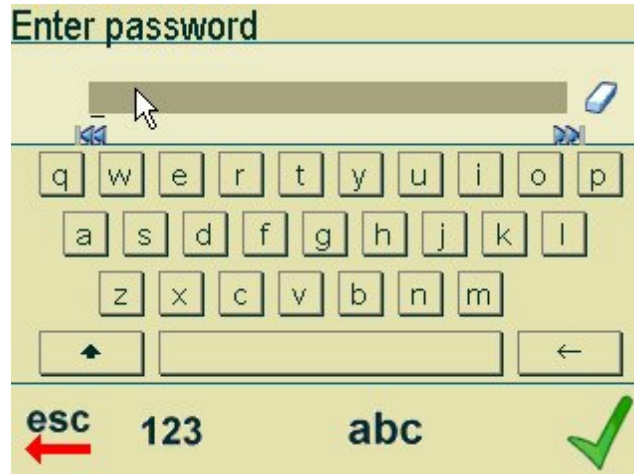 Enter password
q w e r t y u i o p
a s d f g h j k l
z x c v b n m
esc 123 abc